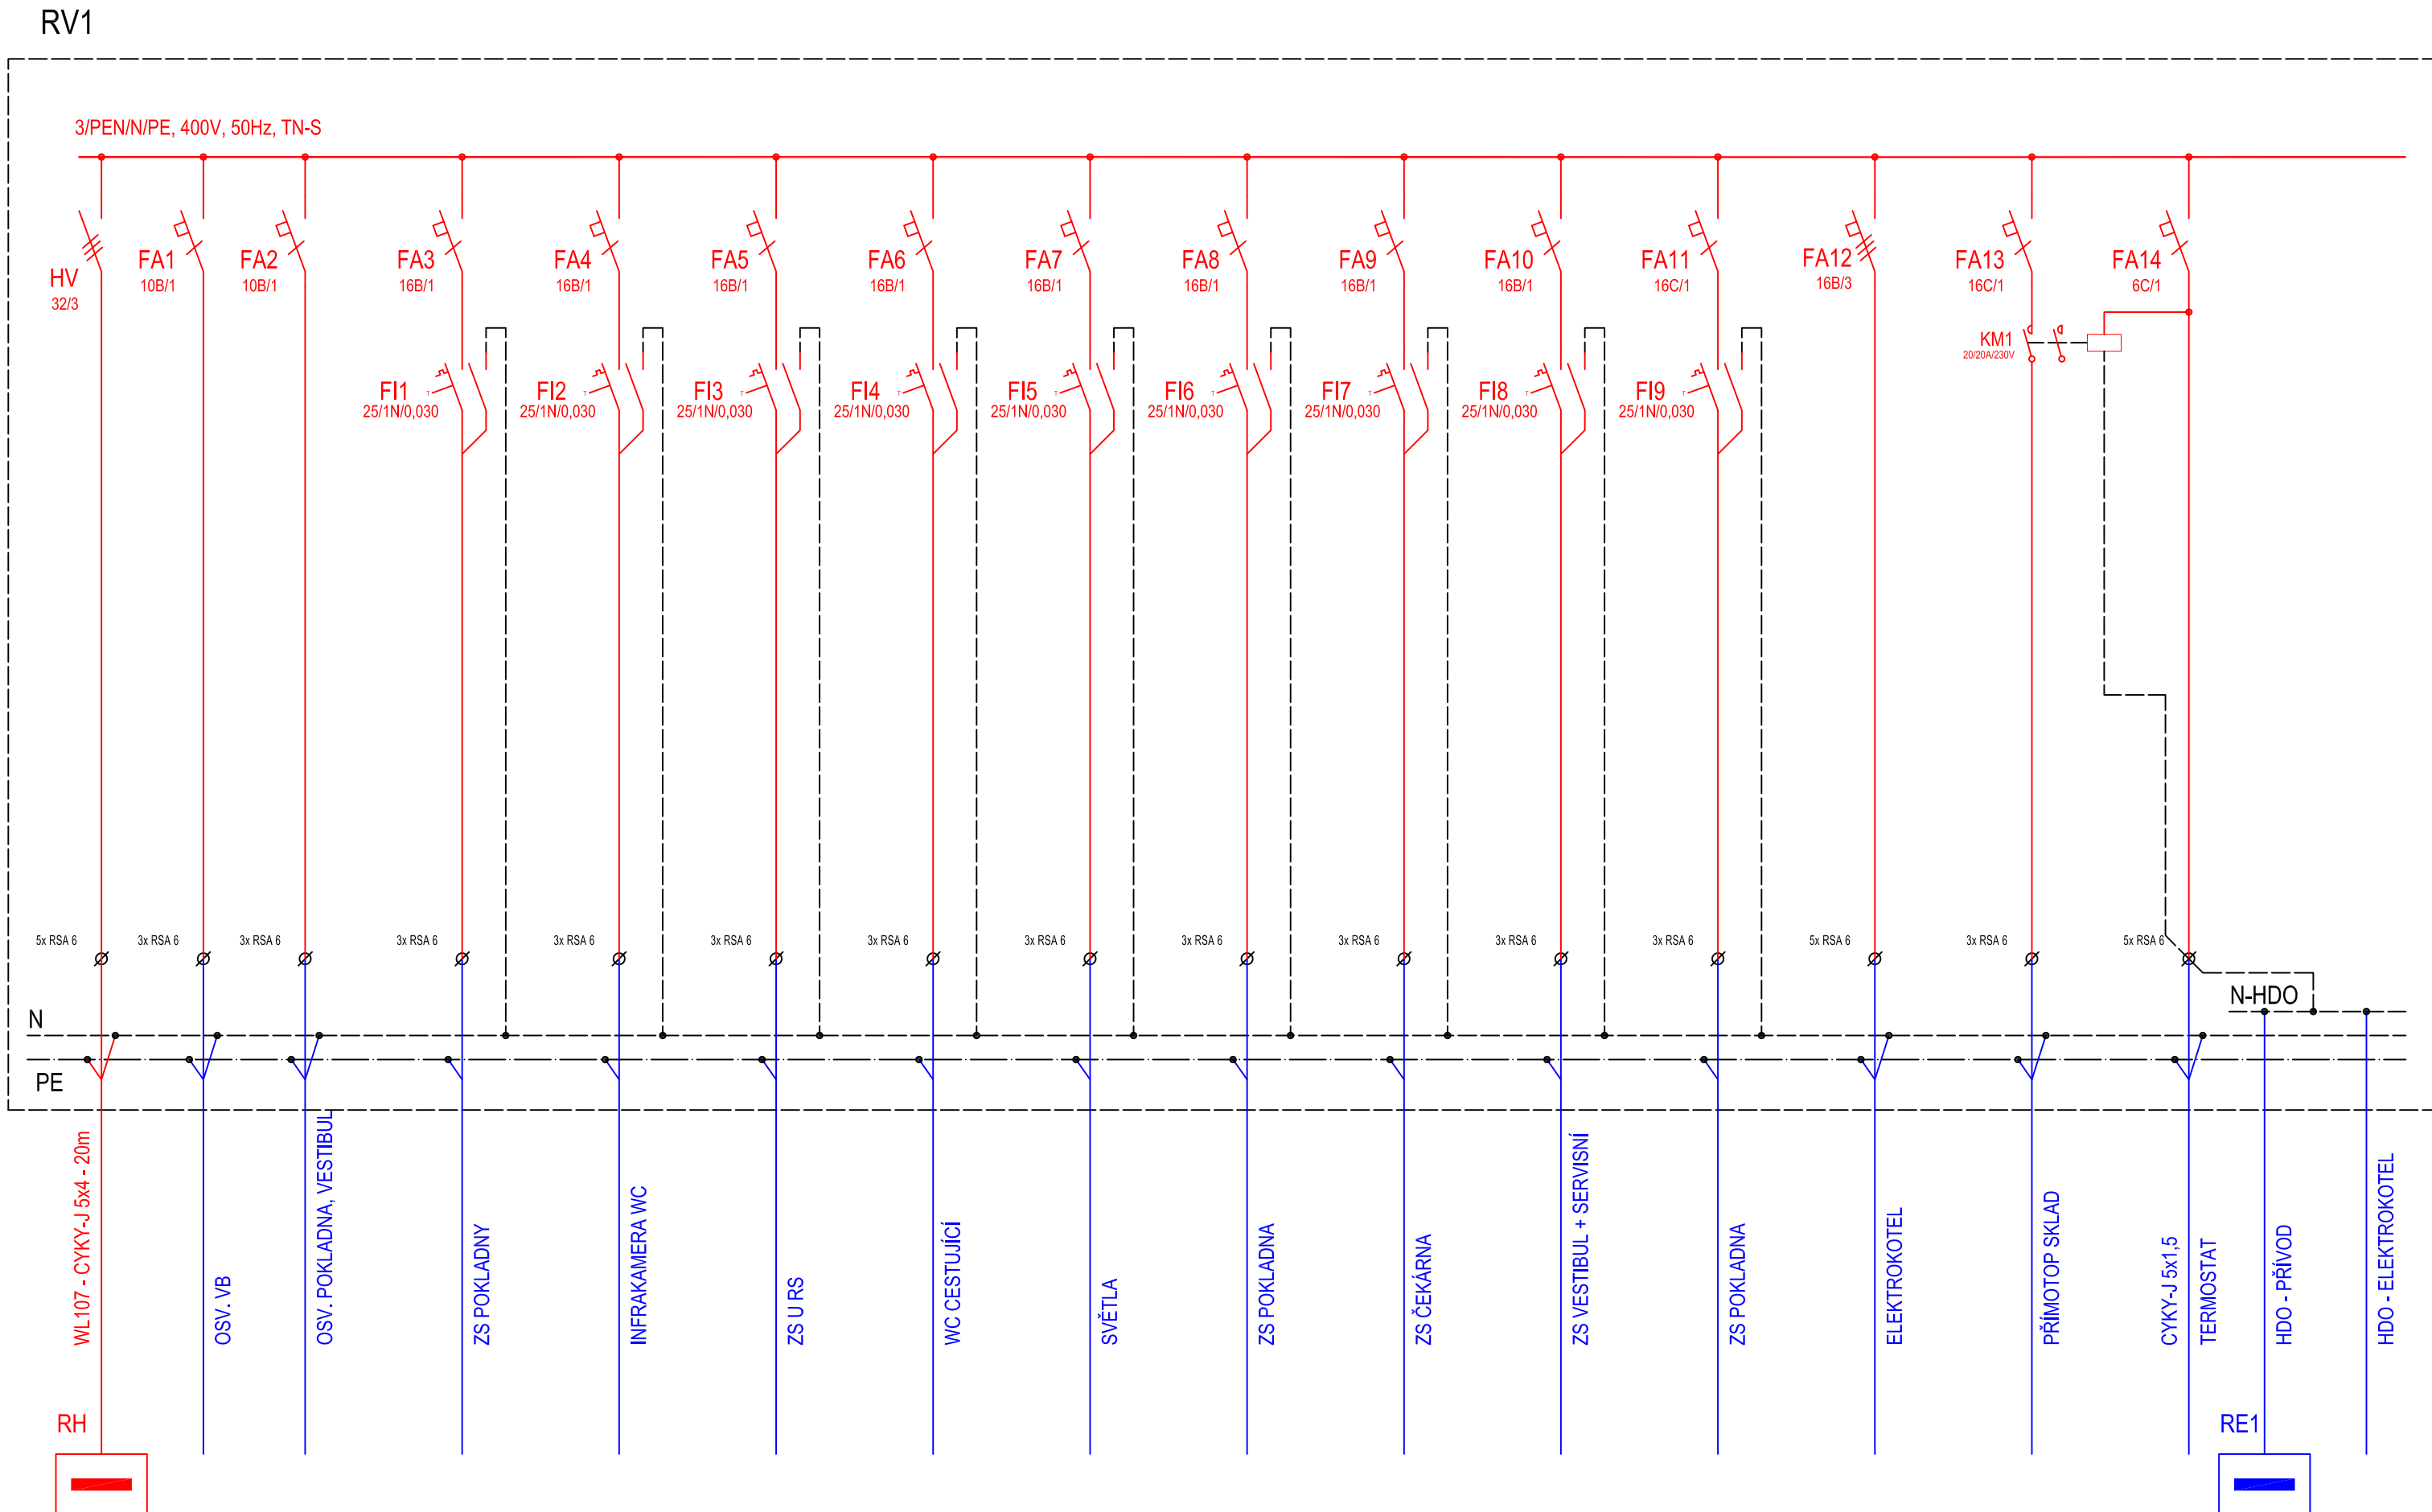 RV1
3/PEN/N/PE, 400V, 50Hz, TN-S
HV
32/3
FA1
10B/1
FA2
10B/1
FA3
16B/1
FA4
16B/1
FA5
16B/1
FA6
16B/1
FA7
16B/1
FA8
16B/1
FA9
16B/1
FA10
16B/1
FA11
16C/1
FA12
16B/3
FA13
16C/1
FA14
6C/1
KM1
20/20A/230V
FI1
25/1N/0,030
FI2
25/1N/0,030
FI3
25/1N/0,030
FI4
25/1N/0,030
FI5
25/1N/0,030
FI6
25/1N/0,030
FI7
25/1N/0,030
FI8
25/1N/0,030
FI9
25/1N/0,030
T
T
T
T
T
T
T
T
T
5x RSA 6
3x RSA 6
3x RSA 6
3x RSA 6
3x RSA 6
3x RSA 6
3x RSA 6
3x RSA 6
3x RSA 6
3x RSA 6
3x RSA 6
3x RSA 6
5x RSA 6
3x RSA 6
5x RSA 6
N-HDO
N
PE
WL107 - CYKY-J 5x4 - 20m
OSV. VB
OSV. POKLADNA, VESTIBUL
ZS POKLADNY
INFRAKAMERA WC
ZS U RS
WC CESTUJÍCÍ
SVĚTLA
ZS POKLADNA
ZS ČEKÁRNA
ZS VESTIBUL + SERVISNÍ
ZS POKLADNA
ELEKTROKOTEL
PŘÍMOTOP SKLAD
CYKY-J 5x1,5
TERMOSTAT
HDO - PŘÍVOD
HDO - ELEKTROKOTEL
RH
RE1